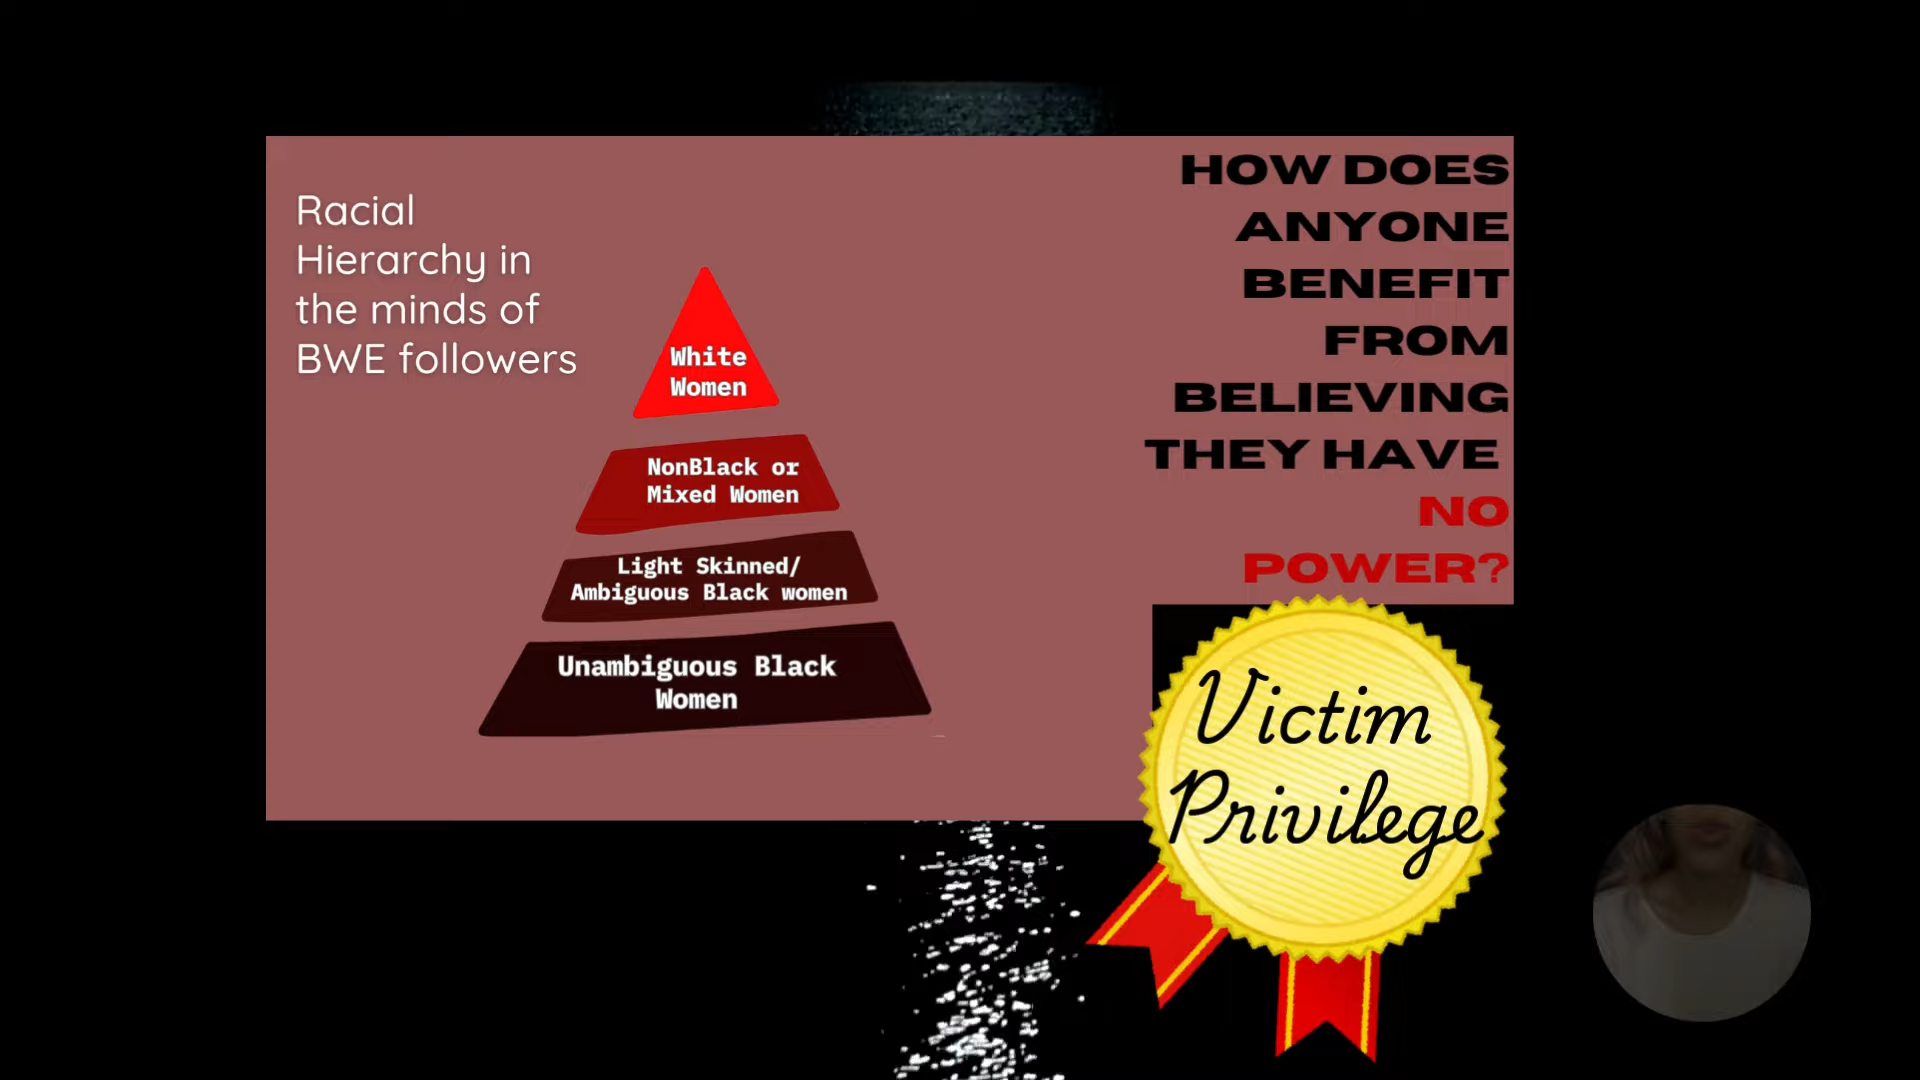 Racial
Hierarchy in
the minds of
BWE followers
White
Women
NonBlack or
Mixed Women
Light Skinned/
Ambiguous Black women
Unambiguous Black
Women
HOW DOES
ANYONE
BENEFIT
FROM
BELIEVING
THEY HAVE
NO
POWER?
Victim
Privilege